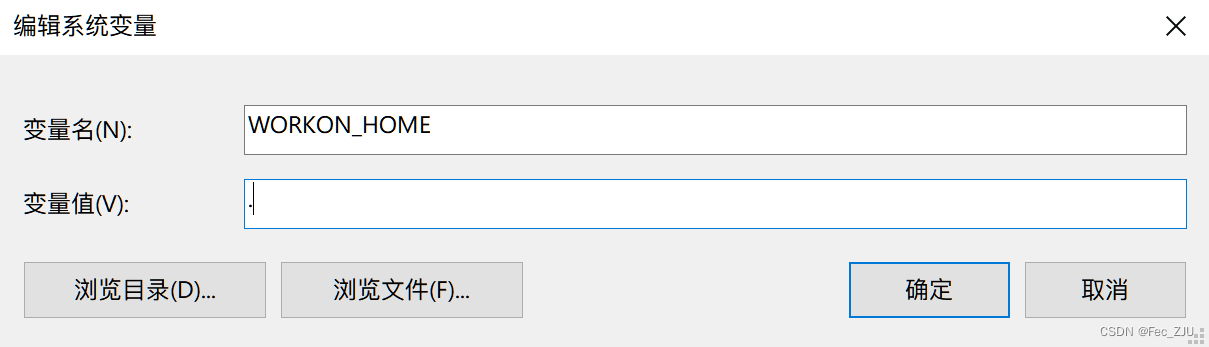 编辑系统变量
变量名(N): WORKON_HOME
变量值(V): .
浏览目录(D)... 浏览文件(F)... 确定 取消
CSDN @Fec_ZJU